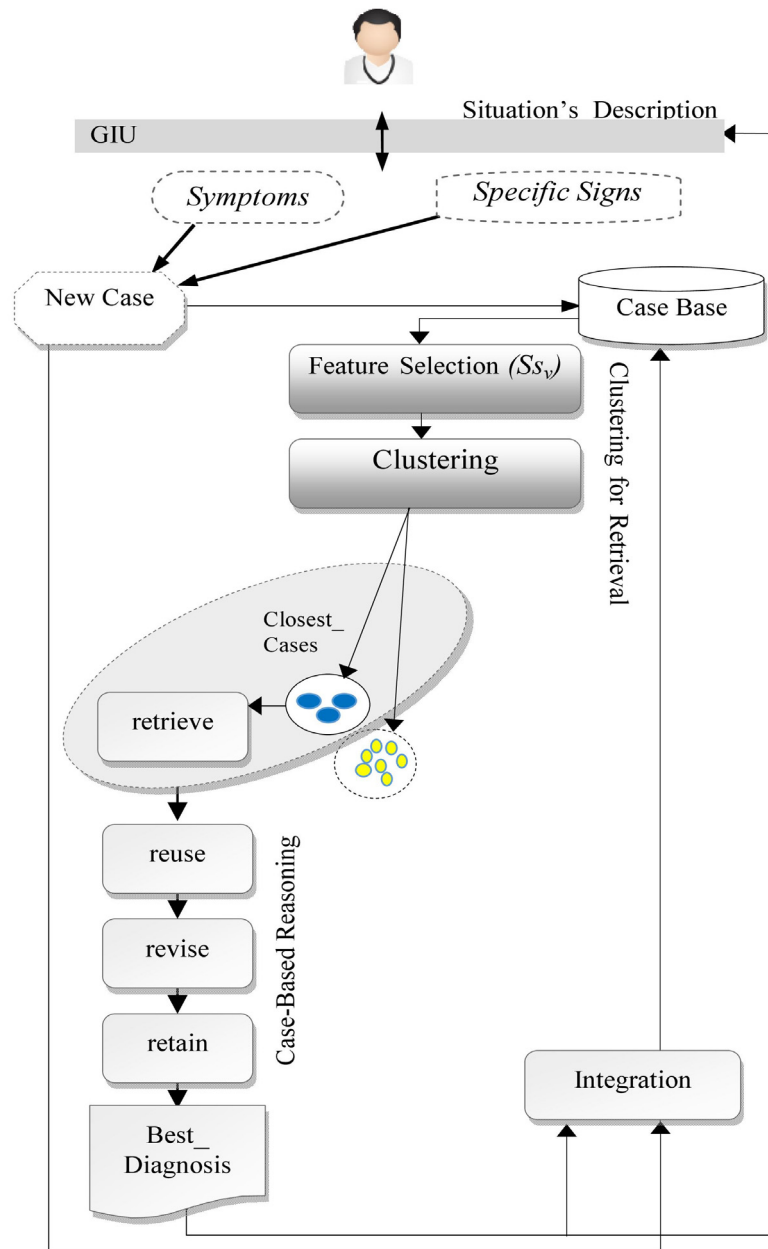 Situation's Description
GIU
Symptoms
Specific Signs
New Case
Case Base
Feature Selection (Ssv)
Clustering
Clustering for Retrieval
Closest_
Cases
retrieve
reuse
revise
retain
Case-Based Reasoning
Best_
Diagnosis
Integration